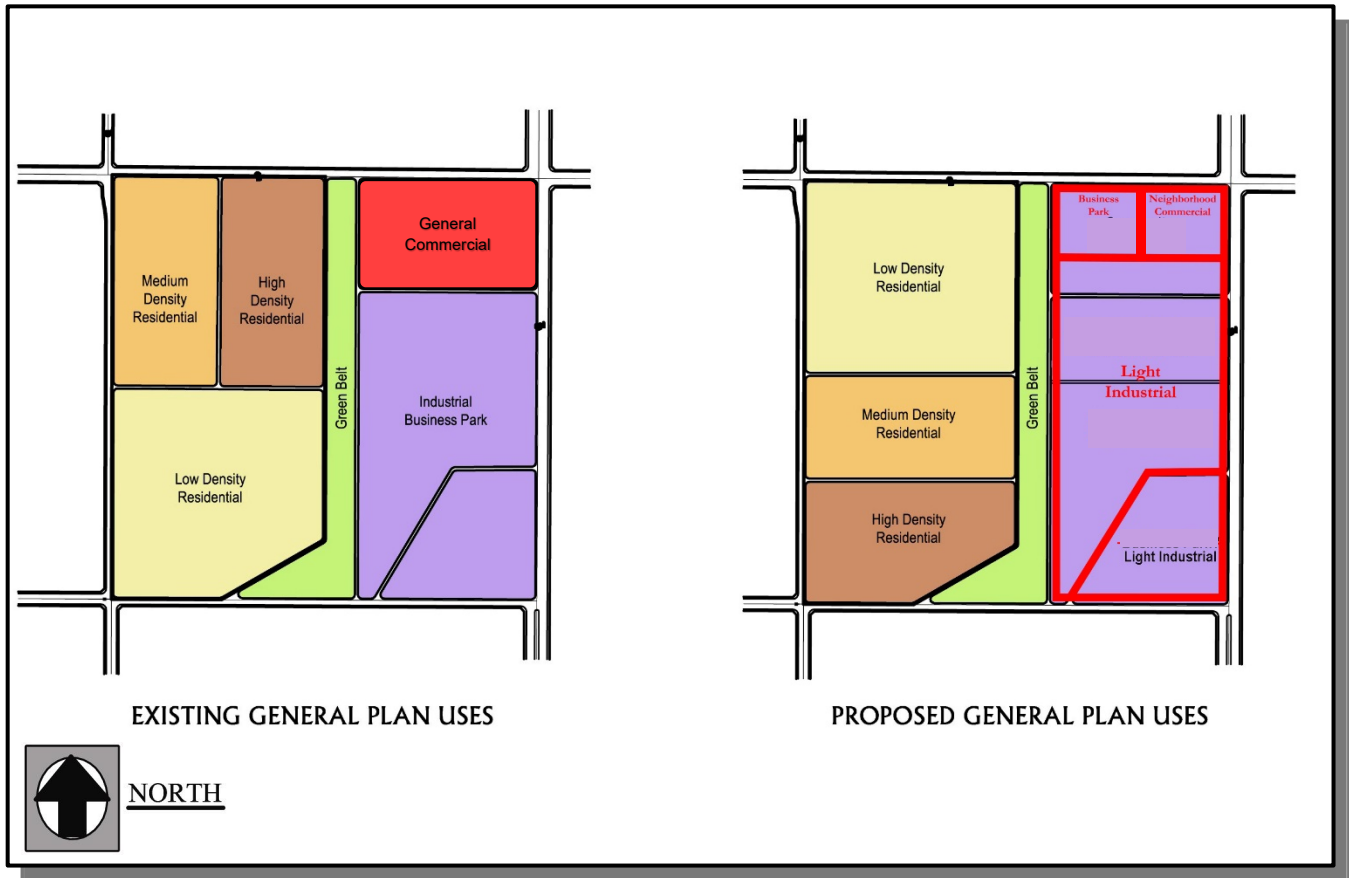 Medium
Density
Residential
High
Density
Residential
Low Density
Residential
Green Belt
General
Commercial
Industrial
Business Park
EXISTING GENERAL PLAN USES
Low Density
Residential
Medium Density
Residential
High Density
Residential
Green Belt
Business
Park
Neighborhood
Commercial
Light
Industrial
Light Industrial
PROPOSED GENERAL PLAN USES
NORTH